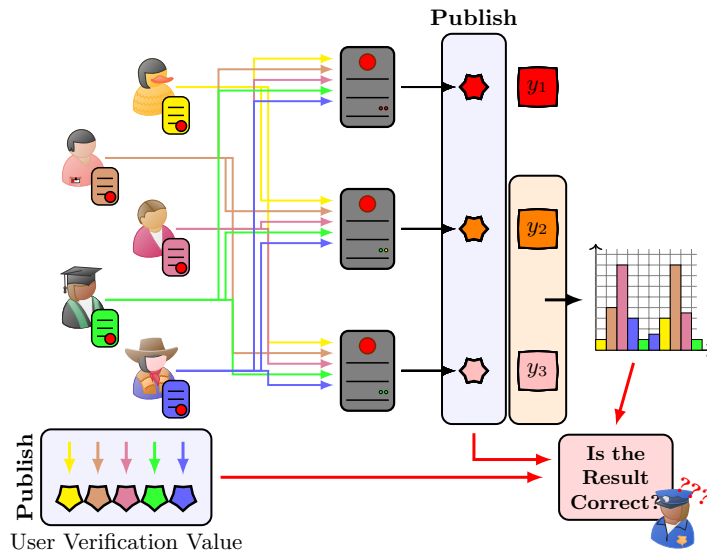 Publish
y1
y2
y3
Publish
User Verification Value
Is the
Result
Correct?
???